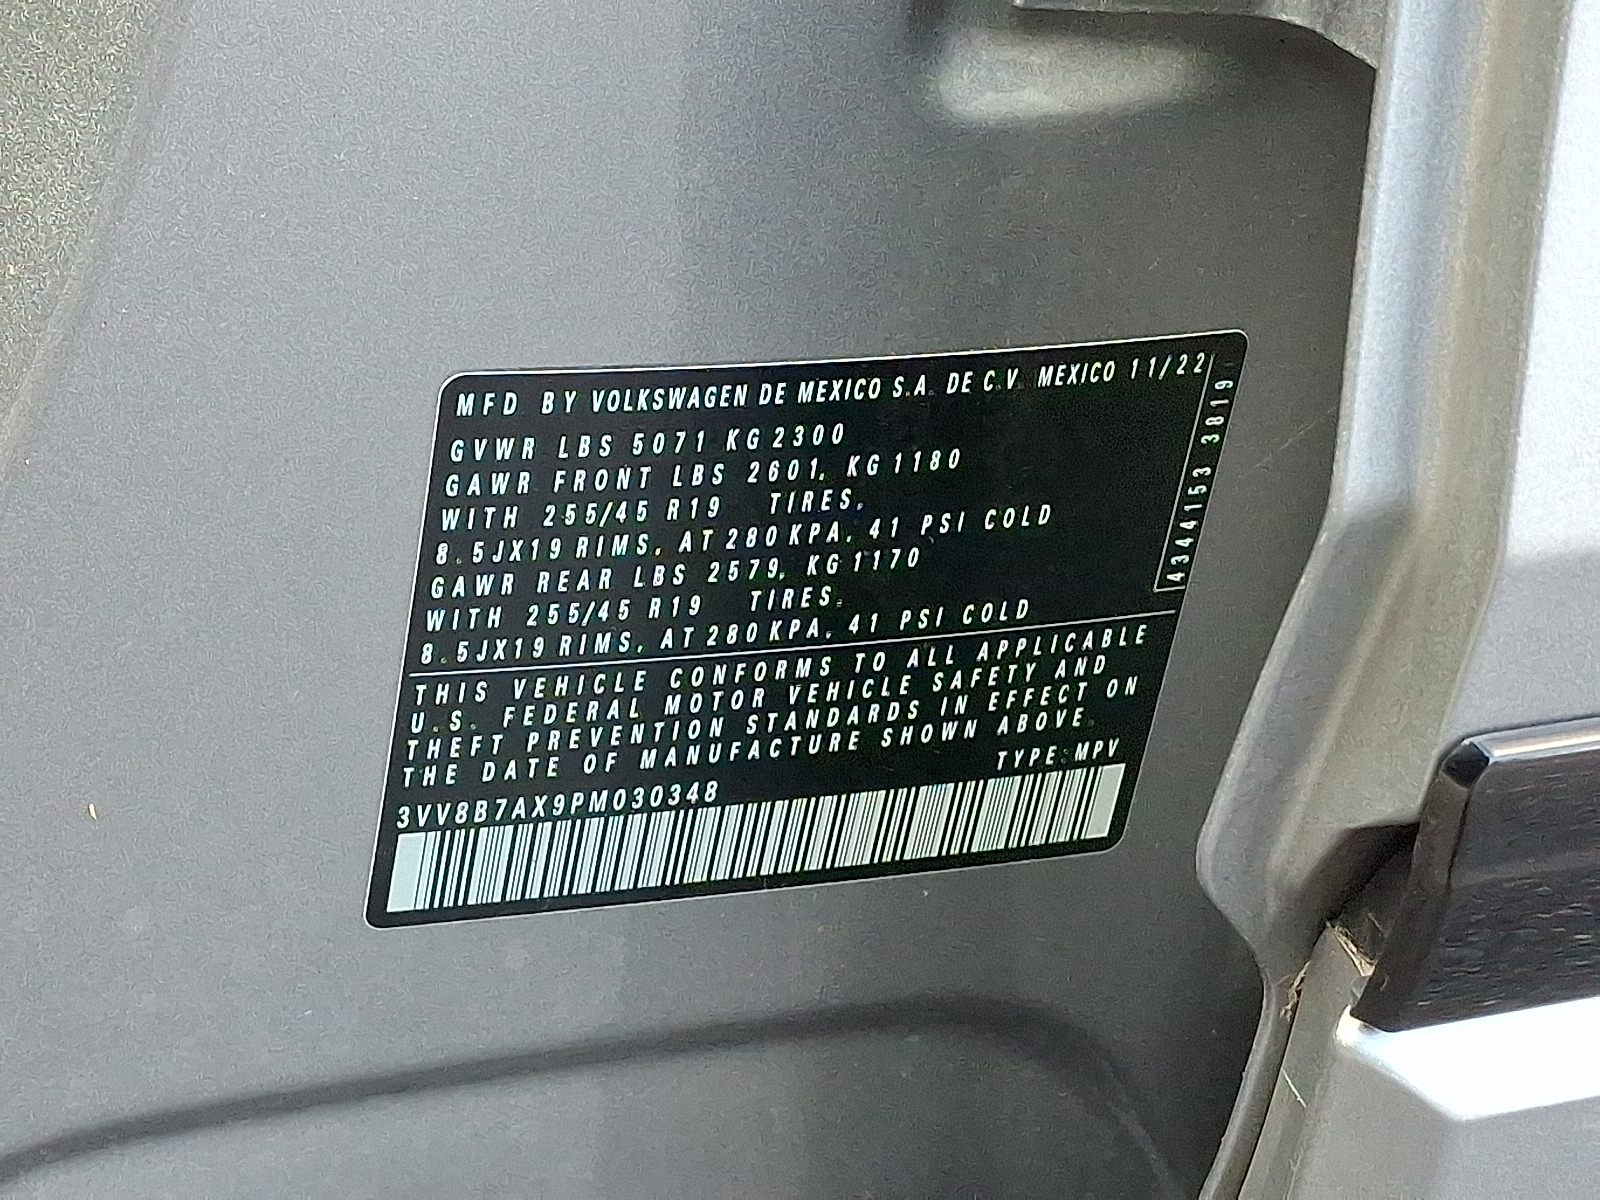 MFD BY VOLKSWAGEN DE MEXICO S.A. DE C.V. MEXICO 11/22
GVWR LBS 5071 KG 2300
GAWR FRONT LBS 2601, KG 1180
WITH 255/45 R19 TIRES,
8.5JX19 RIMS, AT 280 KPA, 41 PSI COLD
GAWR REAR LBS 2579, KG 1170
WITH 255/45 R19 TIRES,
8.5JX19 RIMS, AT 280 KPA, 41 PSI COLD
4344153 3819
THIS VEHICLE CONFORMS TO ALL APPLICABLE
U.S. FEDERAL MOTOR VEHICLE SAFETY AND
THEFT PREVENTION STANDARDS IN EFFECT ON
THE DATE OF MANUFACTURE SHOWN ABOVE.
TYPE: MPV
3VV8B7AX9PM030348